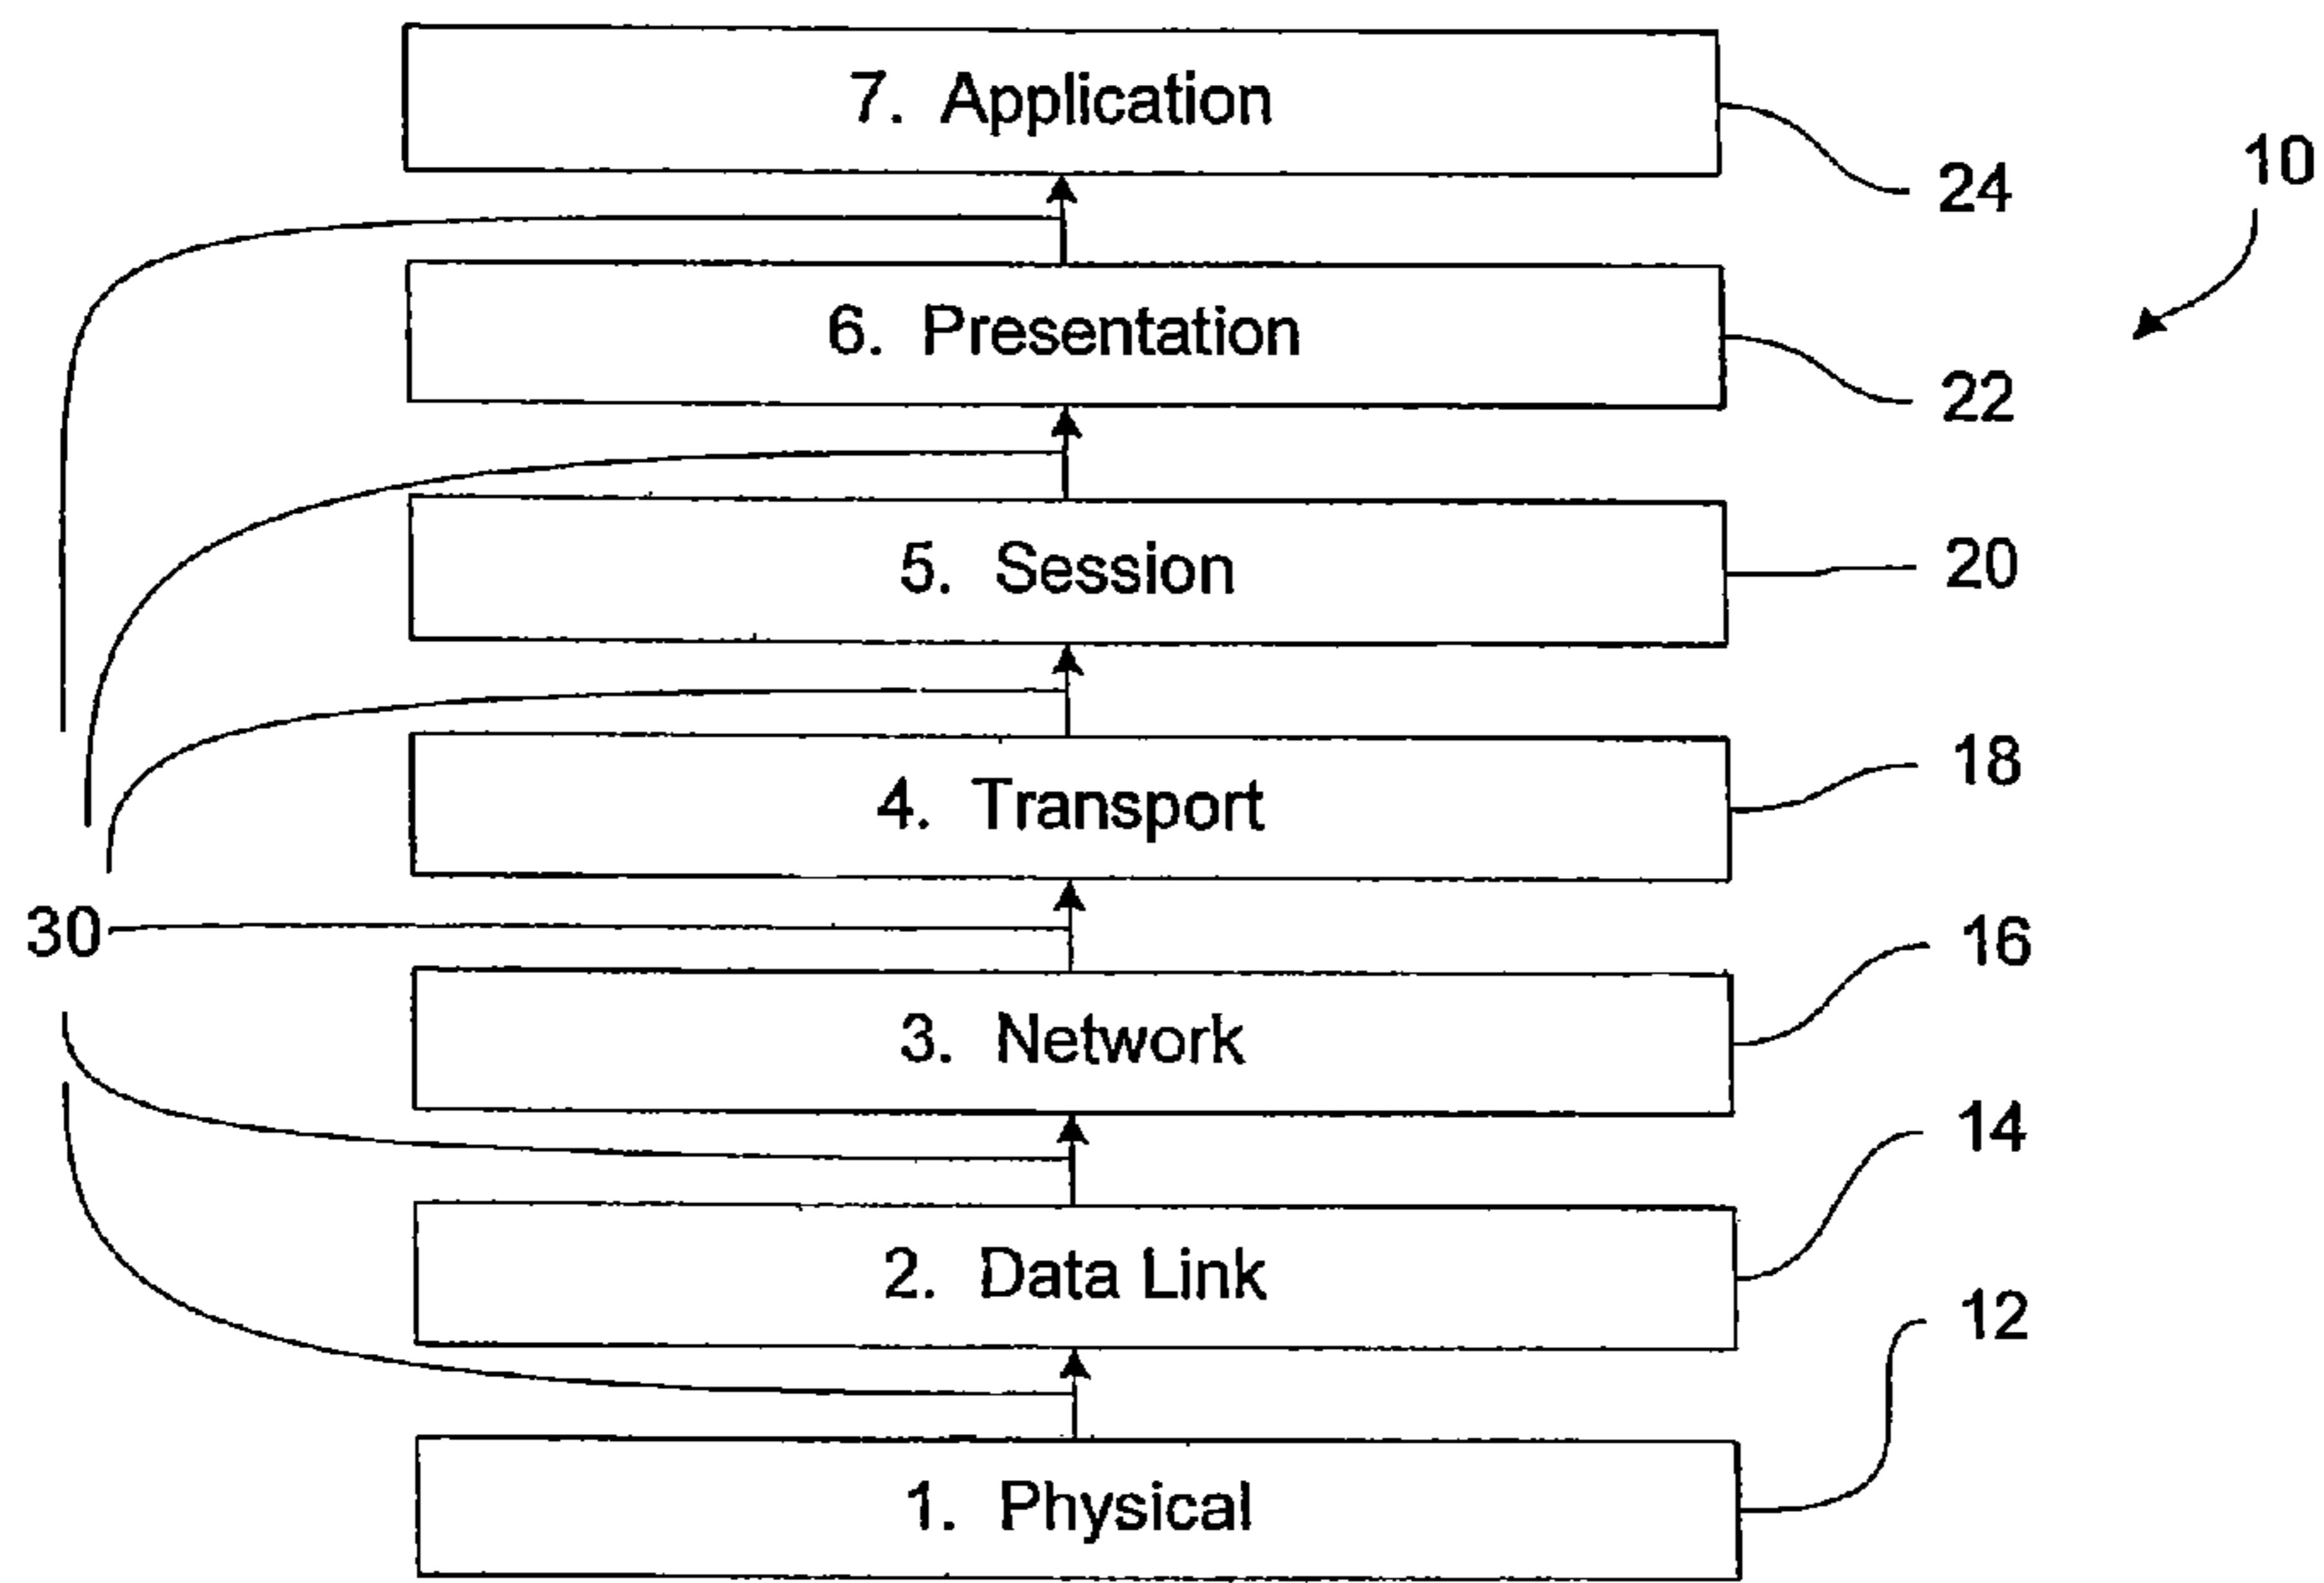 7. Application
10
24
6. Presentation
22
5. Session
20
4. Transport
18
30
16
3. Network
14
2. Data Link
12
1. Physical